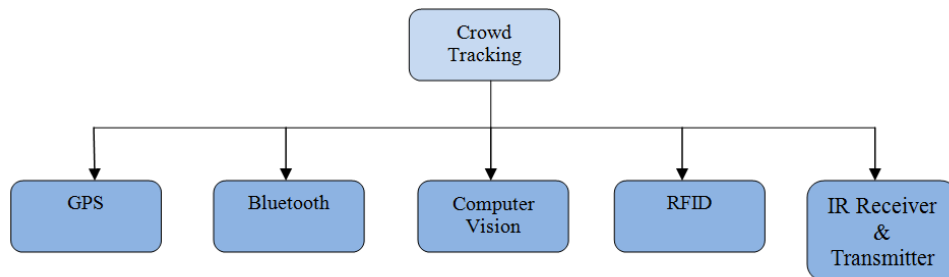 Crowd
Tracking
GPS
Bluetooth
Computer
Vision
RFID
IR Receiver
&
Transmitter